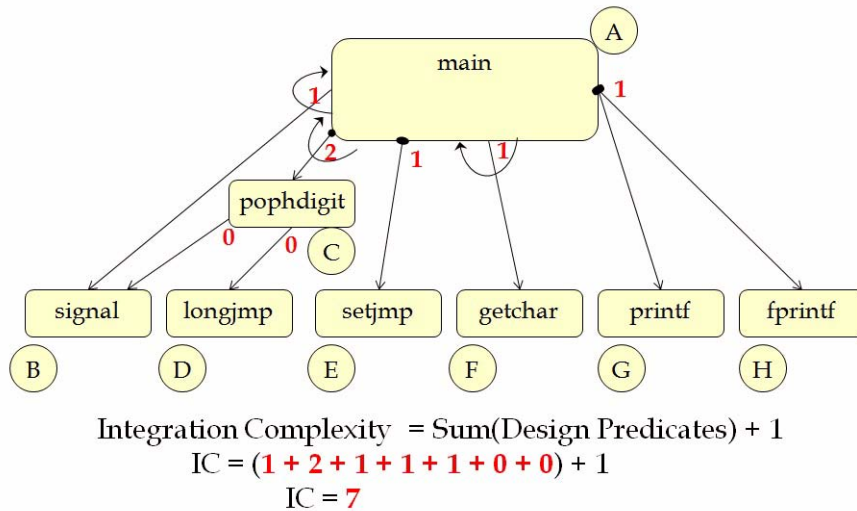 A
main
1
1
2
1
1
pophdigit
0
0
C
signal
longjmp
setjmp
getchar
printf
fprintf
B
D
E
F
G
H
Integration Complexity = Sum(Design Predicates) + 1
IC = (1 + 2 + 1 + 1 + 1 + 0 + 0) + 1
IC = 7